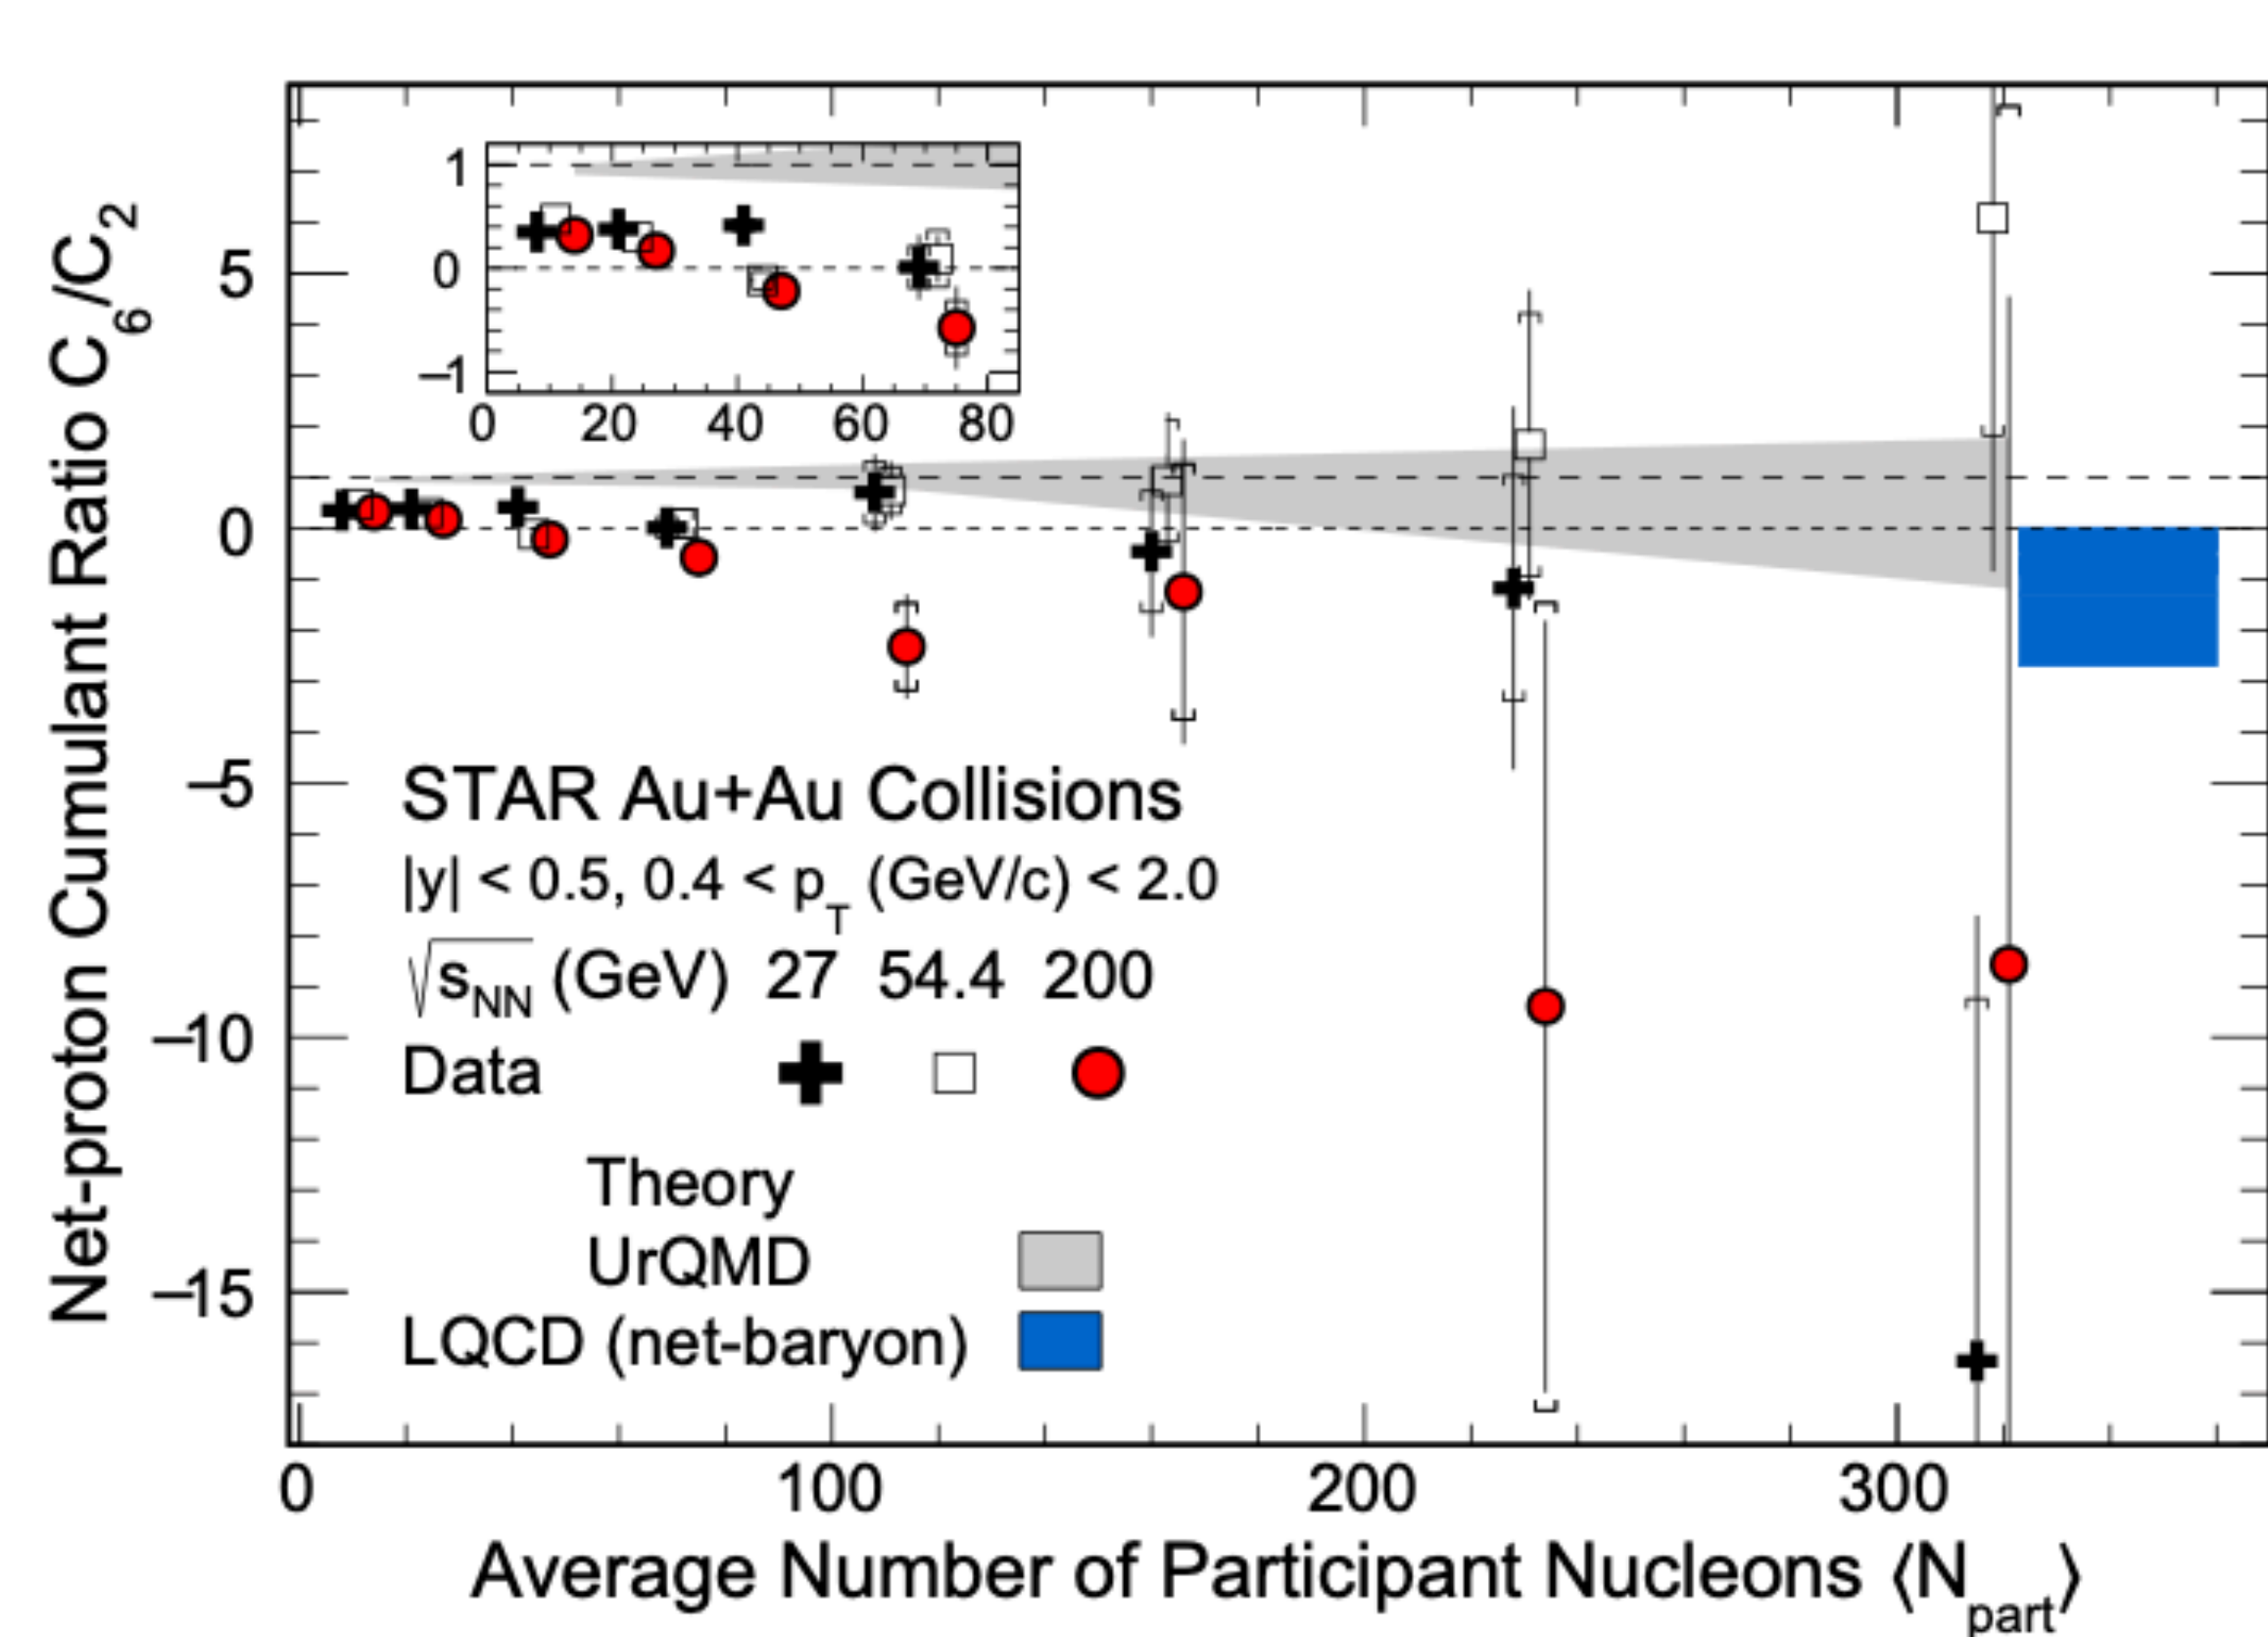 Net-proton Cumulant Ratio C6/C2
5
0
−5
−10
−15
1
0
−1
0 20 40 60 80
STAR Au+Au Collisions
|y| < 0.5, 0.4 < pT (GeV/c) < 2.0
√sNN (GeV) 27 54.4 200
Data
Theory
UrQMD
LQCD (net-baryon)
0 100 200 300
Average Number of Participant Nucleons ⟨Npart⟩